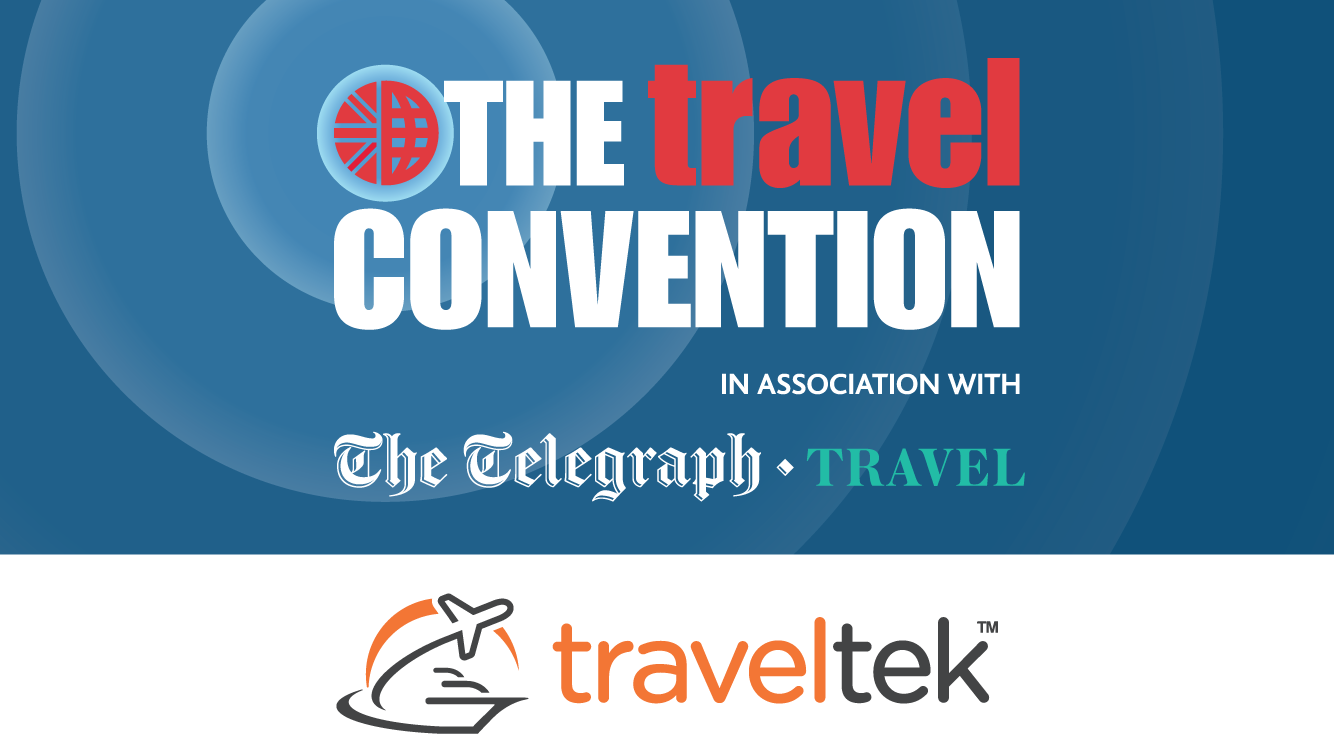 THE travel
CONVENTION
IN ASSOCIATION WITH
The Telegraph • TRAVEL
traveltek™